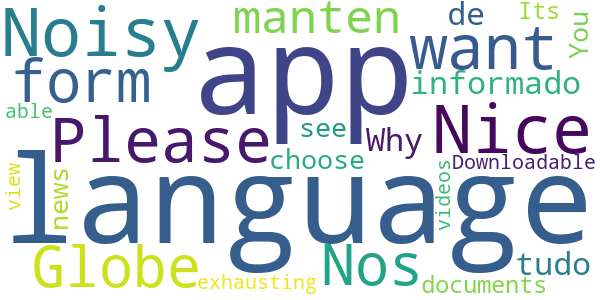 Noisy manten de Its
form app want You
informado
Please see Why Nice
able choose Downloadable
language
view news videos
Globe Nos tudo
exhausting documents